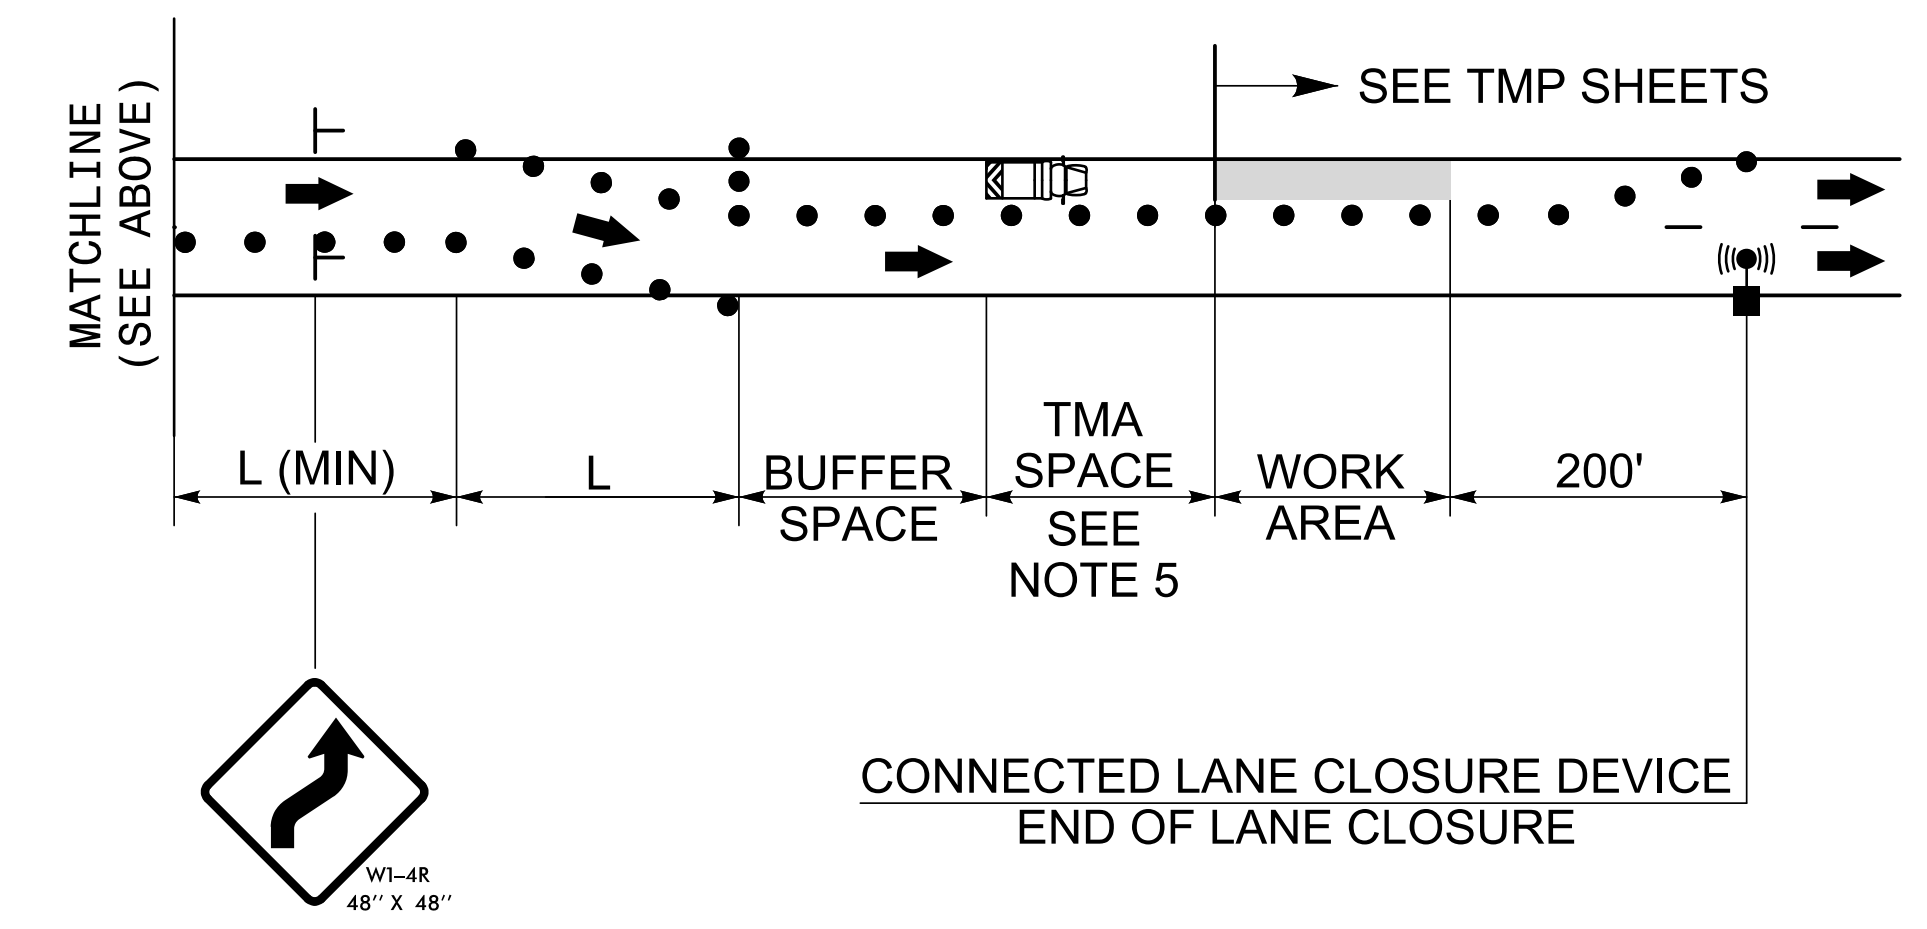 MATCHLINE
(SEE ABOVE)
SEE TMP SHEETS
L (MIN)
L
BUFFER
SPACE
TMA
SPACE
SEE
NOTE 5
WORK
AREA
200'
W1-4R
48'' X 48''
CONNECTED LANE CLOSURE DEVICE
END OF LANE CLOSURE